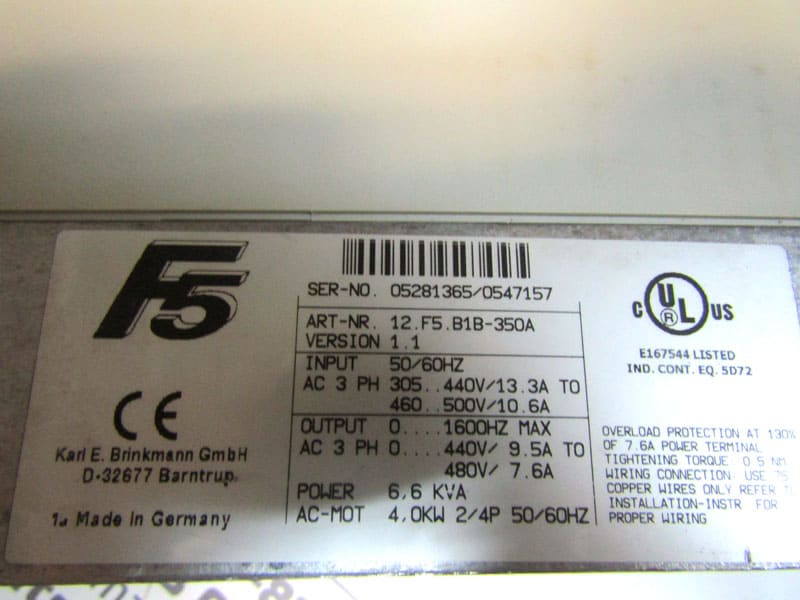 F5
SER-NO. 05281365/0547157
ART-NR. 12.F5.B1B-350A
VERSION 1.1
INPUT 50/60HZ
AC 3 PH 305..440V/13.3A TO
460..500V/10.6A
OUTPUT 0....1600HZ MAX
AC 3 PH 0....440V/ 9.5A TO
480V/ 7.6A
POWER 6,6 KVA
AC-MOT 4,0KW 2/4P 50/60HZ
CE
Karl E. Brinkmann GmbH
D-32677 Barntrup
Made in Germany
C UL ® US
E167544 LISTED
IND. CONT. EQ. 5D72
OVERLOAD PROTECTION AT 130%
OF 7.6A POWER TERMINAL
TIGHTENING TORQUE 0.5 NM
WIRING CONNECTION: USE 75
COPPER WIRES ONLY REFER
INSTALLATION-INSTR FOR
PROPER WIRING